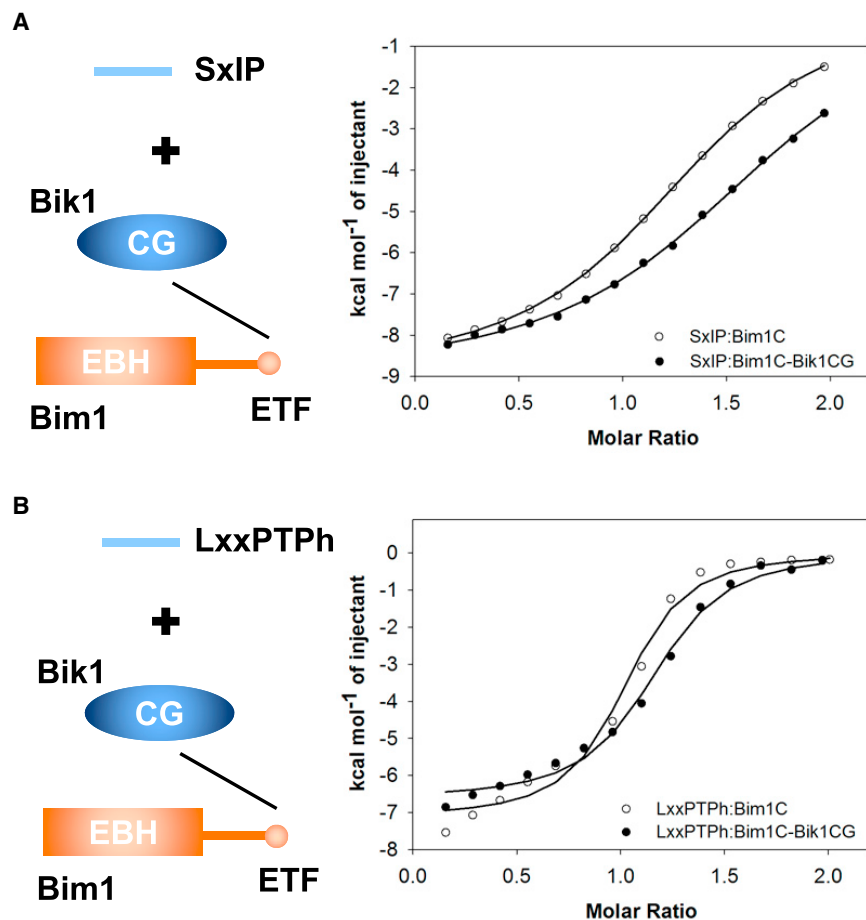 A
SxIP
Bik1
CG
EBH
Bim1
ETF
kcal mol⁻¹ of injectant
-1
-2
-3
-4
-5
-6
-7
-8
-9
SxIP:Bim1C
SxIP:Bim1C-Bik1CG
0.0 0.5 1.0 1.5 2.0
Molar Ratio
B
LxxPTPh
Bik1
CG
EBH
Bim1
ETF
kcal mol⁻¹ of injectant
0
-1
-2
-3
-4
-5
-6
-7
-8
LxxPTPh:Bim1C
LxxPTPh:Bim1C-Bik1CG
0.0 0.5 1.0 1.5 2.0
Molar Ratio